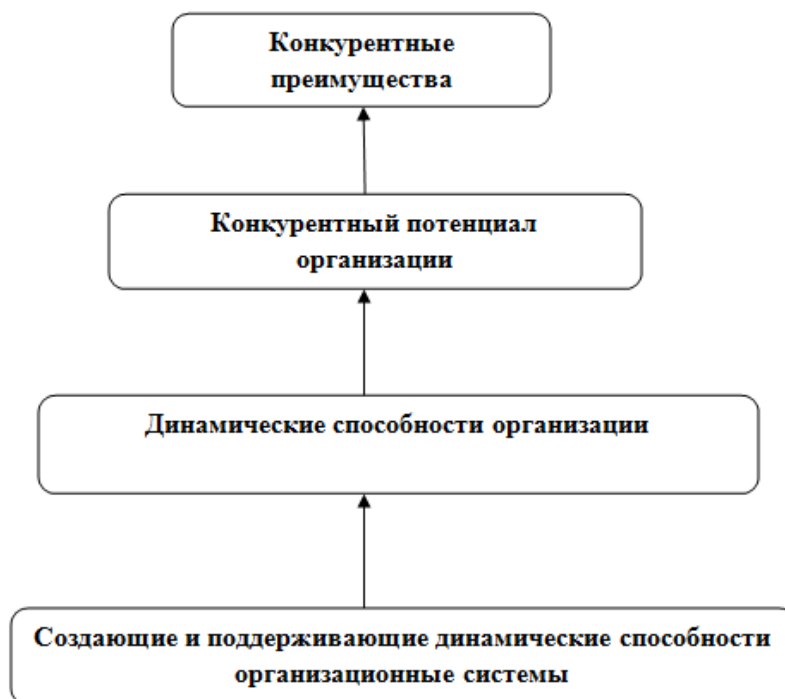 Конкурентные
преимущества
Конкурентный потенциал
организации
Динамические способности организации
Создающие и поддерживающие динамические способности
организационные системы